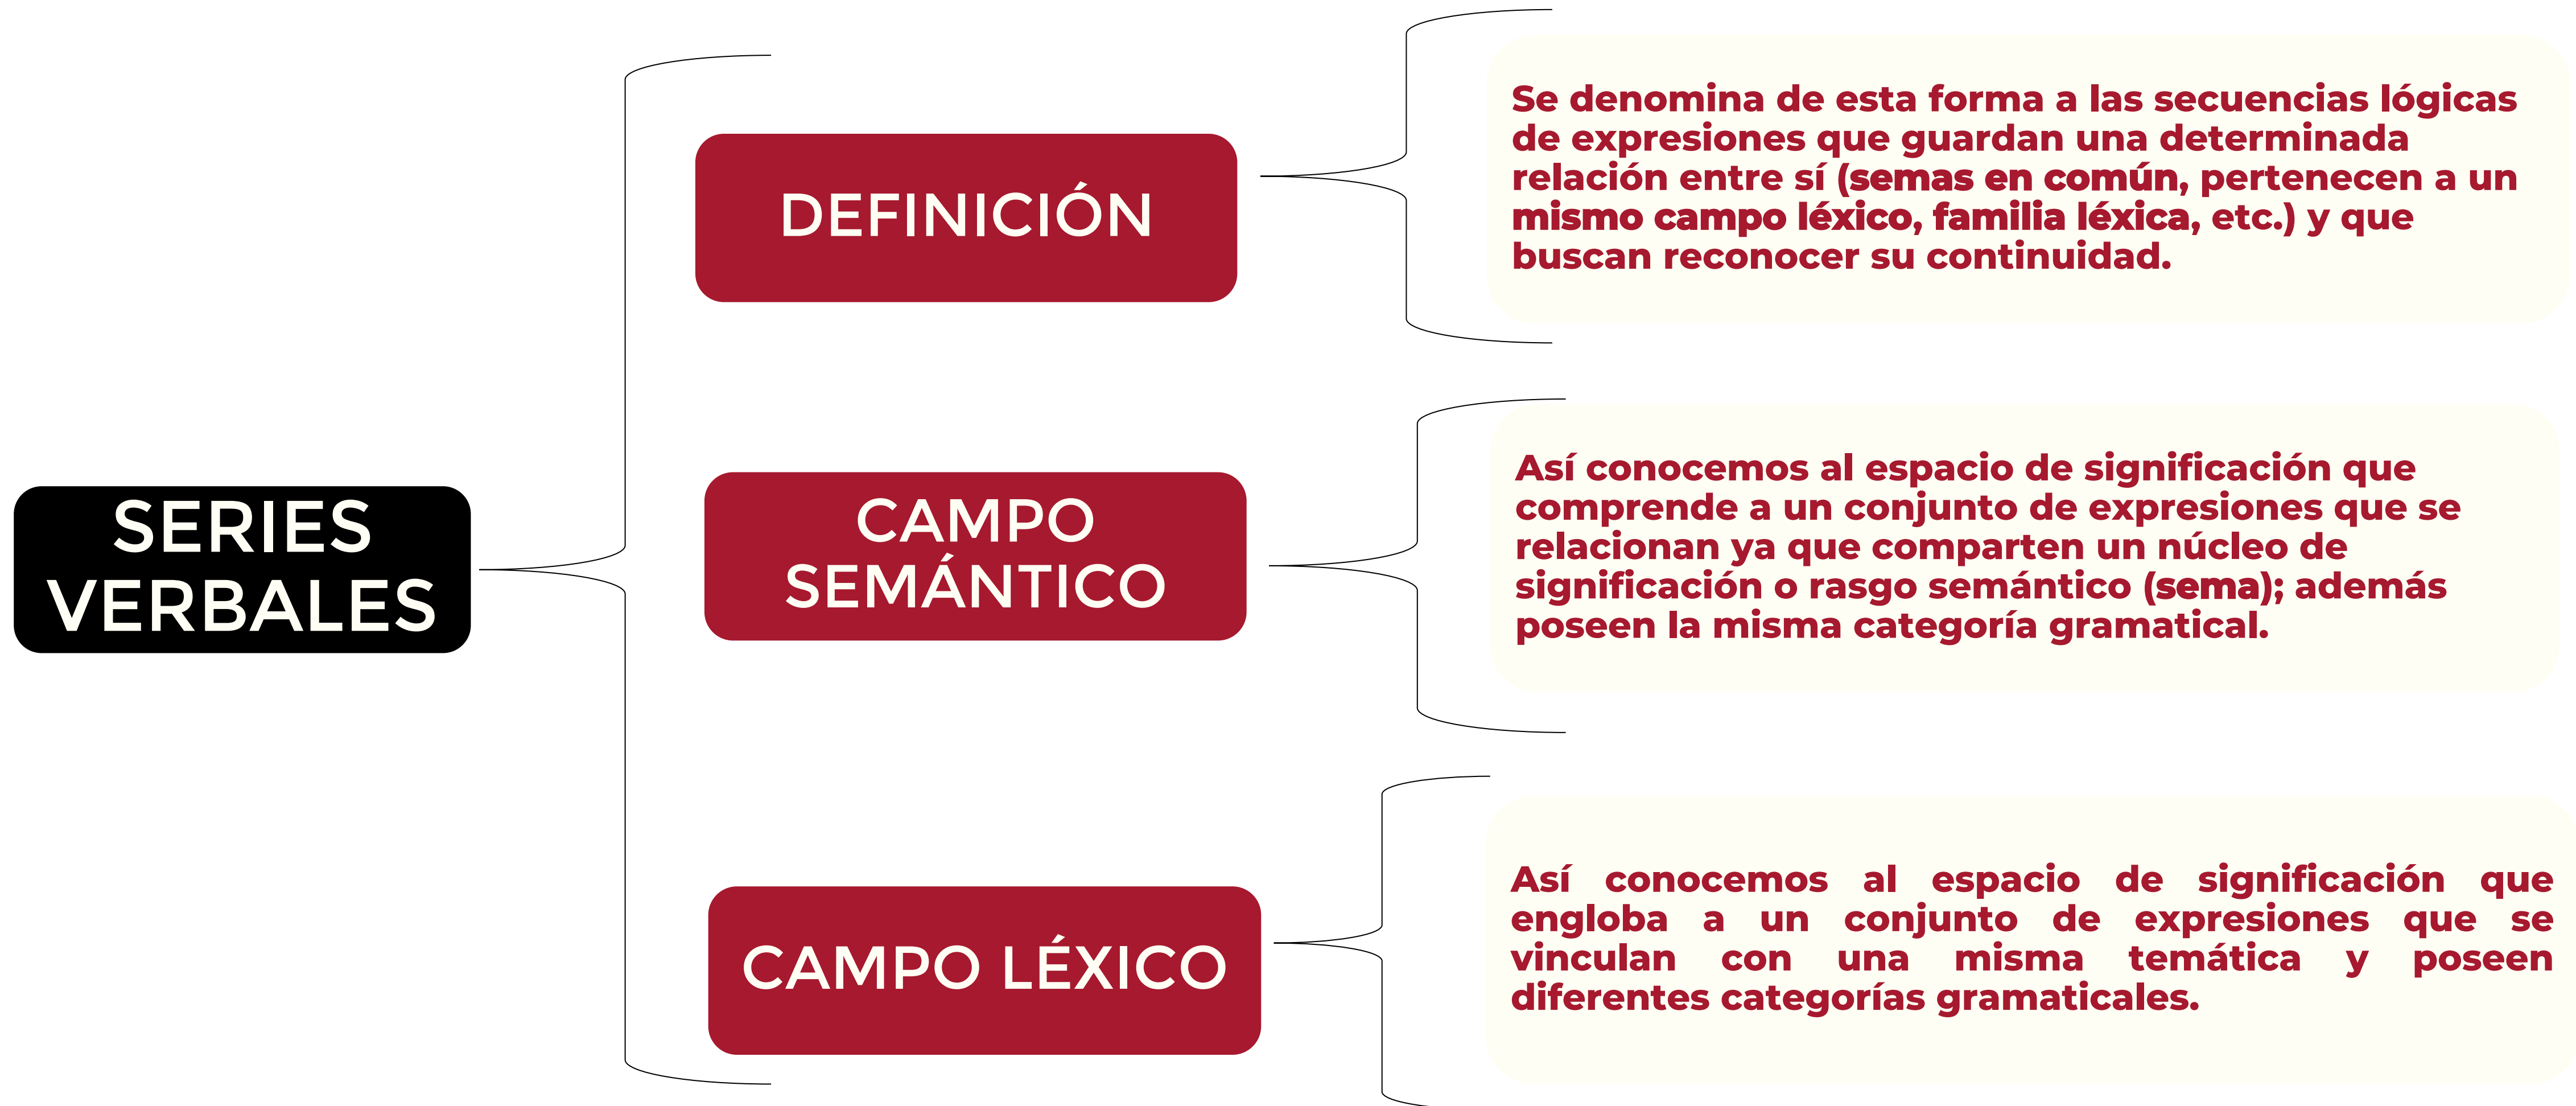 SERIES
VERBALES
DEFINICIÓN
Se denomina de esta forma a las secuencias lógicas
de expresiones que guardan una determinada
relación entre sí (semas en común, pertenecen a un
mismo campo léxico, familia léxica, etc.) y que
buscan reconocer su continuidad.
CAMPO
SEMÁNTICO
Así conocemos al espacio de significación que
comprende a un conjunto de expresiones que se
relacionan ya que comparten un núcleo de
significación o rasgo semántico (sema); además
poseen la misma categoría gramatical.
CAMPO LÉXICO
Así conocemos al espacio de significación que
engloba a un conjunto de expresiones que se
vinculan con una misma temática y poseen
diferentes categorías gramaticales.